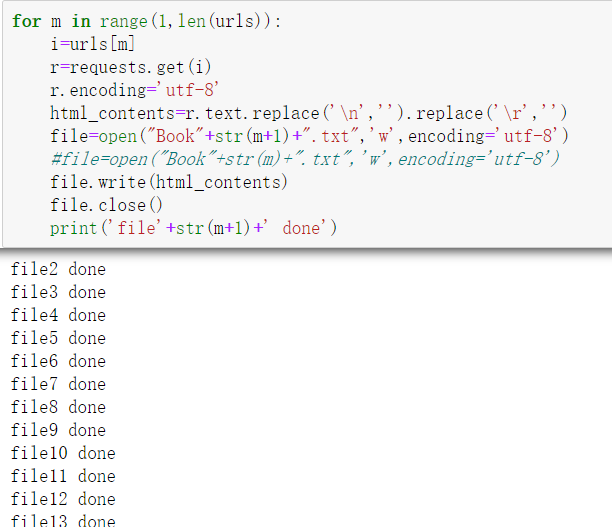 for m in range(1,len(urls)):
    i=urls[m]
    r=requests.get(i)
    r.encoding='utf-8'
    html_contents=r.text.replace('\n','').replace('\r','')
    file=open("Book"+str(m+1)+".txt",'w',encoding='utf-8')
    #file=open("Book"+str(m)+".txt",'w',encoding='utf-8')
    file.write(html_contents)
    file.close()
    print('file'+str(m+1)+' done')
file2 done
file3 done
file4 done
file5 done
file6 done
file7 done
file8 done
file9 done
file10 done
file11 done
file12 done
file13 done